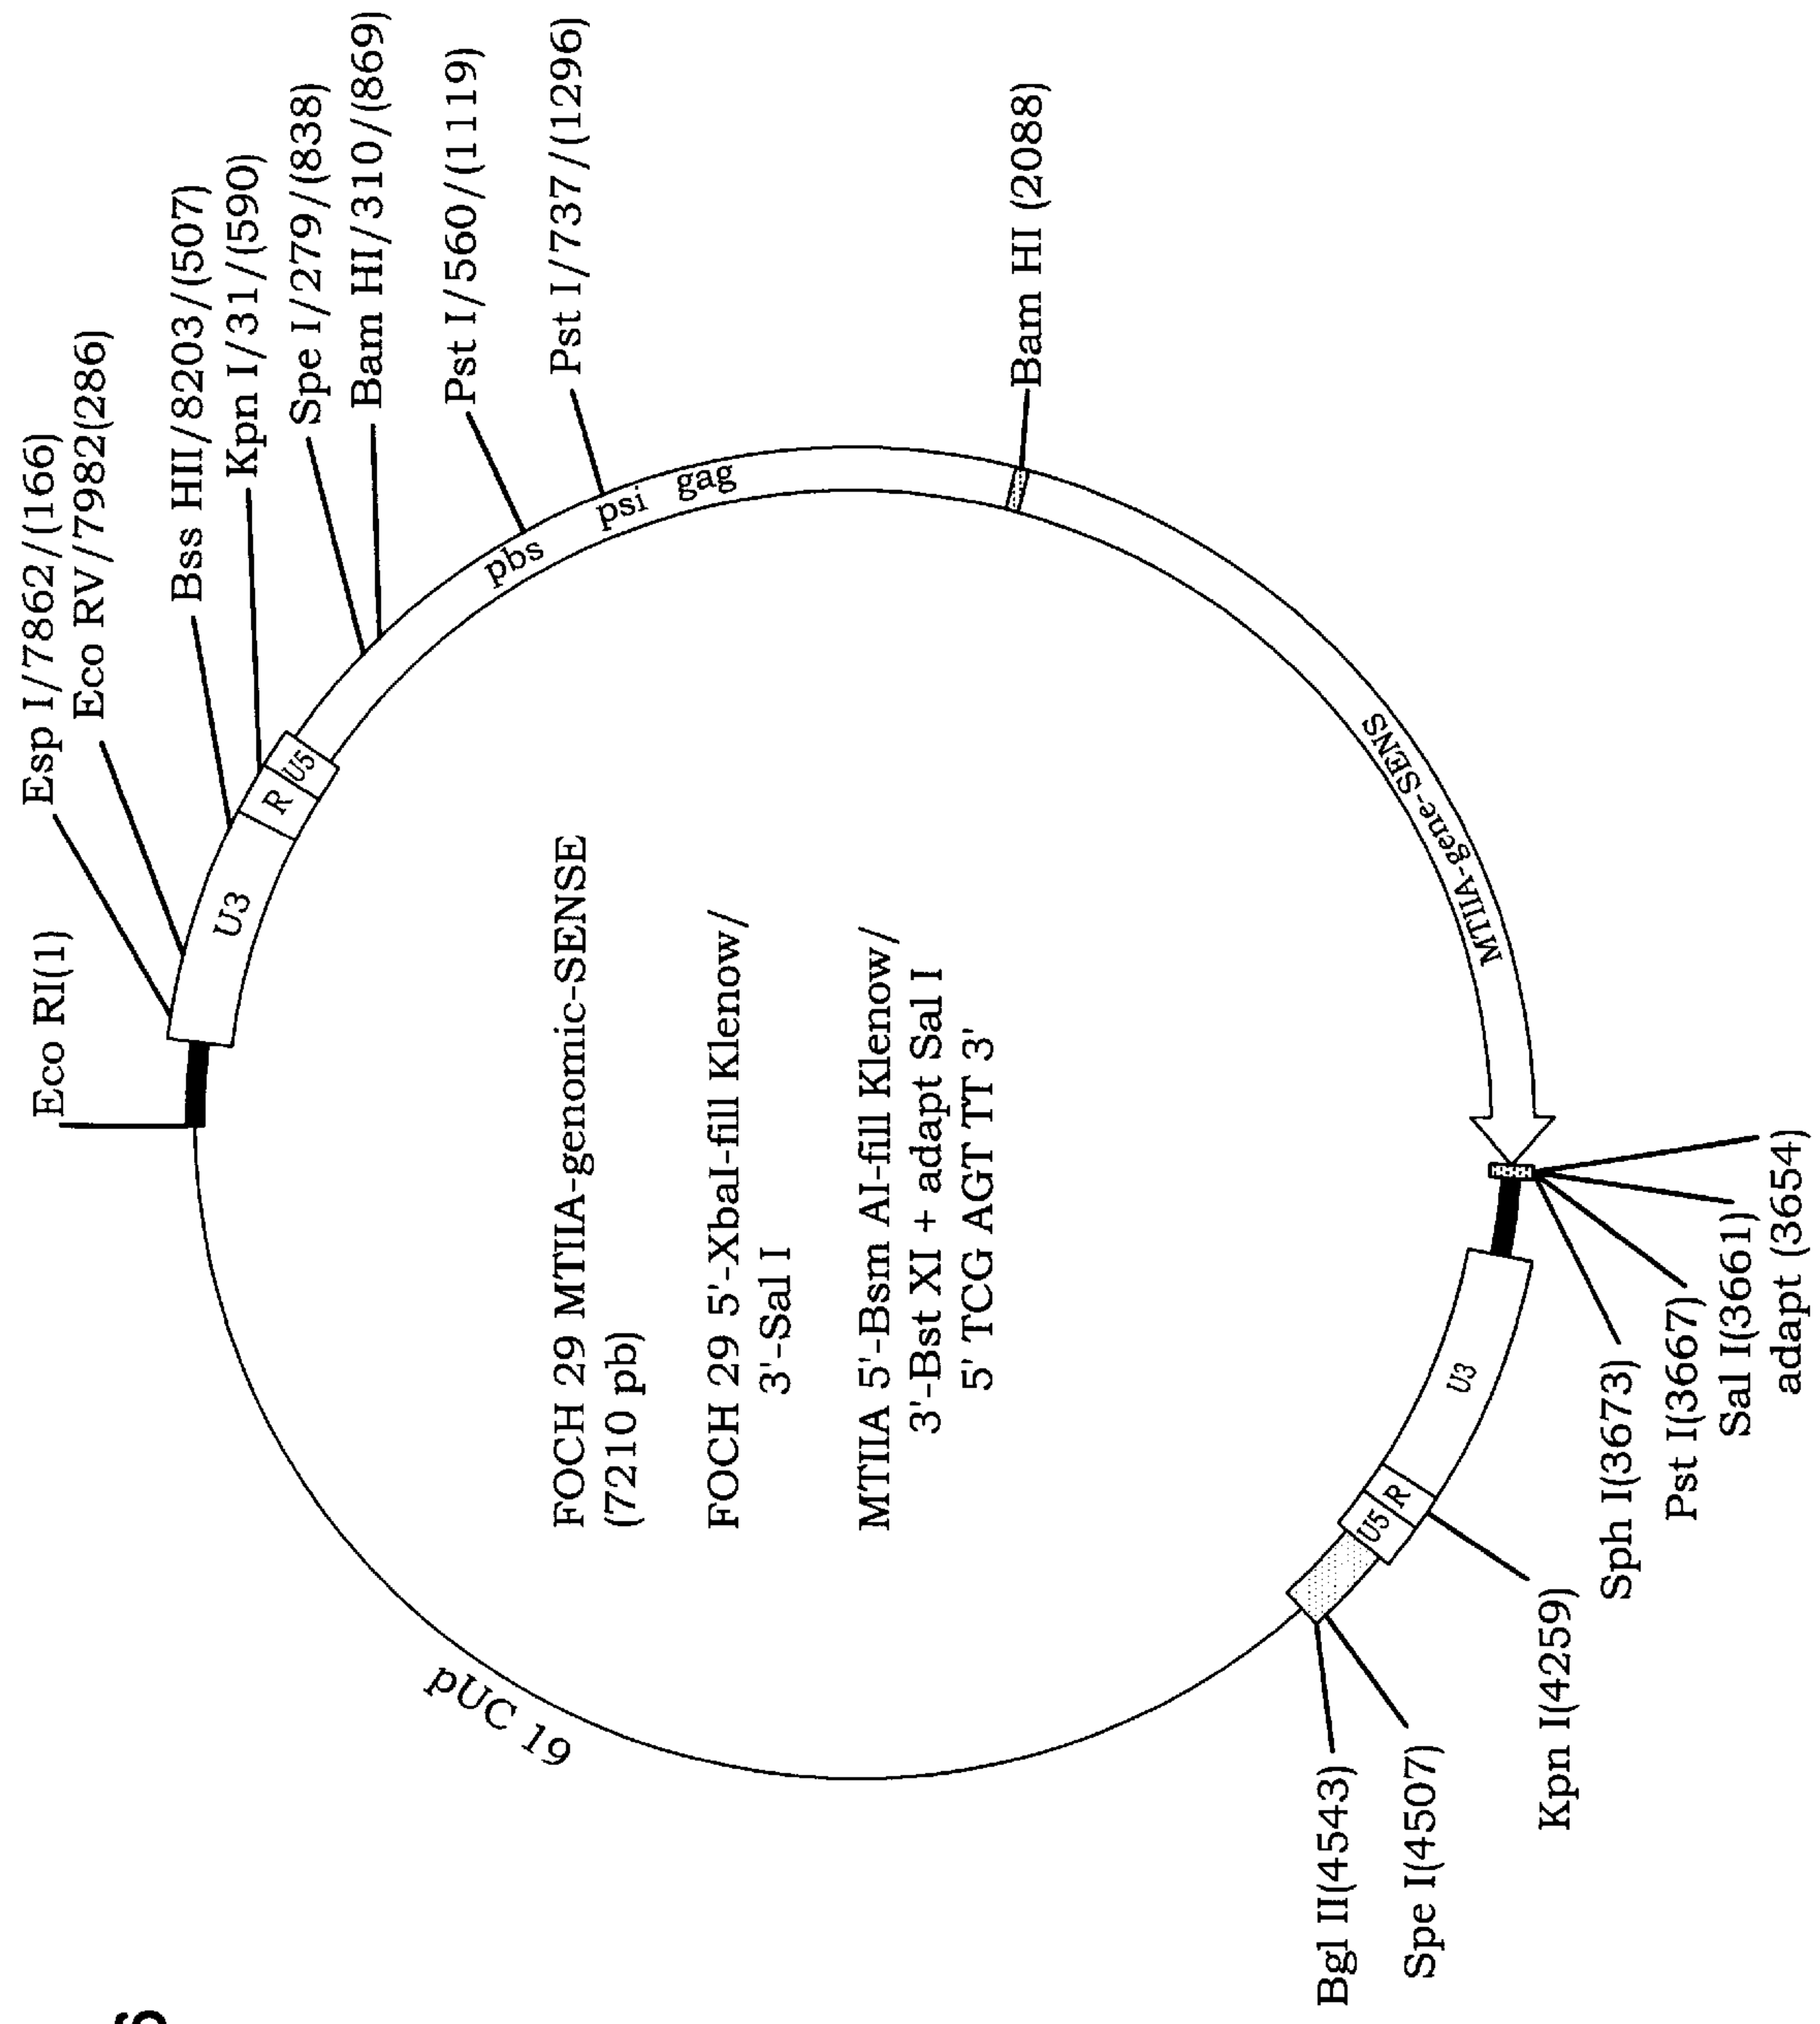 Eco RI(1)
Esp I/7862/(166)
Eco RV/7982(286)
Bss HII/8203/(507)
Kpn I/31/(590)
Spe I/279/(838)
Bam HI/310/(869)
Pst I/560/(1119)
Pst I/737/(1296)
Bam HI (2088)
U3
R
U5
pbs
psi
gag
MTIIA-gene-SENS
FOCH 29 MTIIA-genomic-SENSE
(7210 pb)
FOCH 29 5'-XbaI-fill Klenow/
3'-Sal I
MTIIA 5'-Bsm AI-fill Klenow/
3'-Bst XI + adapt Sal I
5' TCG AGT TT 3'
adapt (3654)
Sal I(3661)
Pst I(3667)
Sph I(3673)
U3
R
U5
Kpn I(4259)
Spe I(4507)
Bgl II(4543)
pUC 19